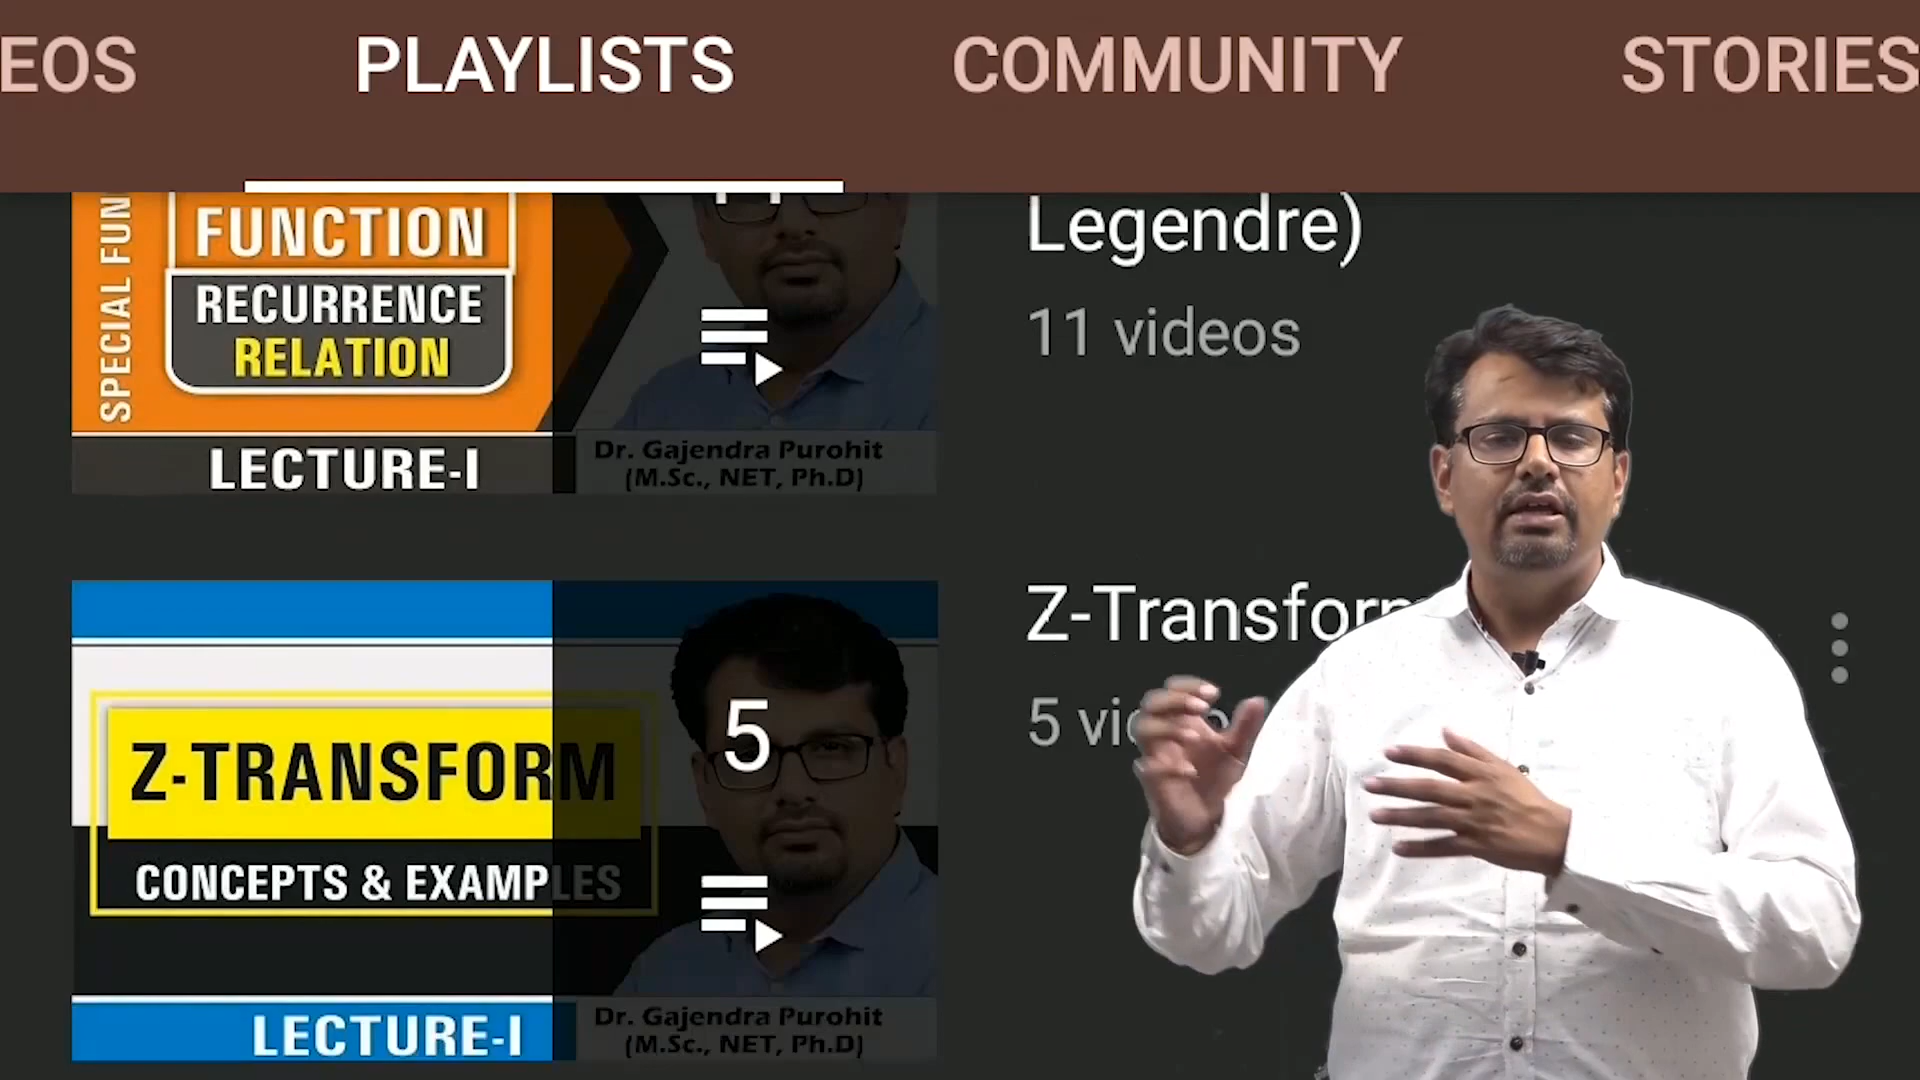 EOS PLAYLISTS COMMUNITY STORIES
SPECIAL FUN
FUNCTION
RECURRENCE
RELATION
LECTURE-I
Dr. Gajendra Purohit
(M.Sc., NET, Ph.D)
Legendre)
11 videos
Z-TRANSFORM
CONCEPTS & EXAMPLES
LECTURE-I
5
Dr. Gajendra Purohit
(M.Sc., NET, Ph.D)
Z-Transfor
5 vi